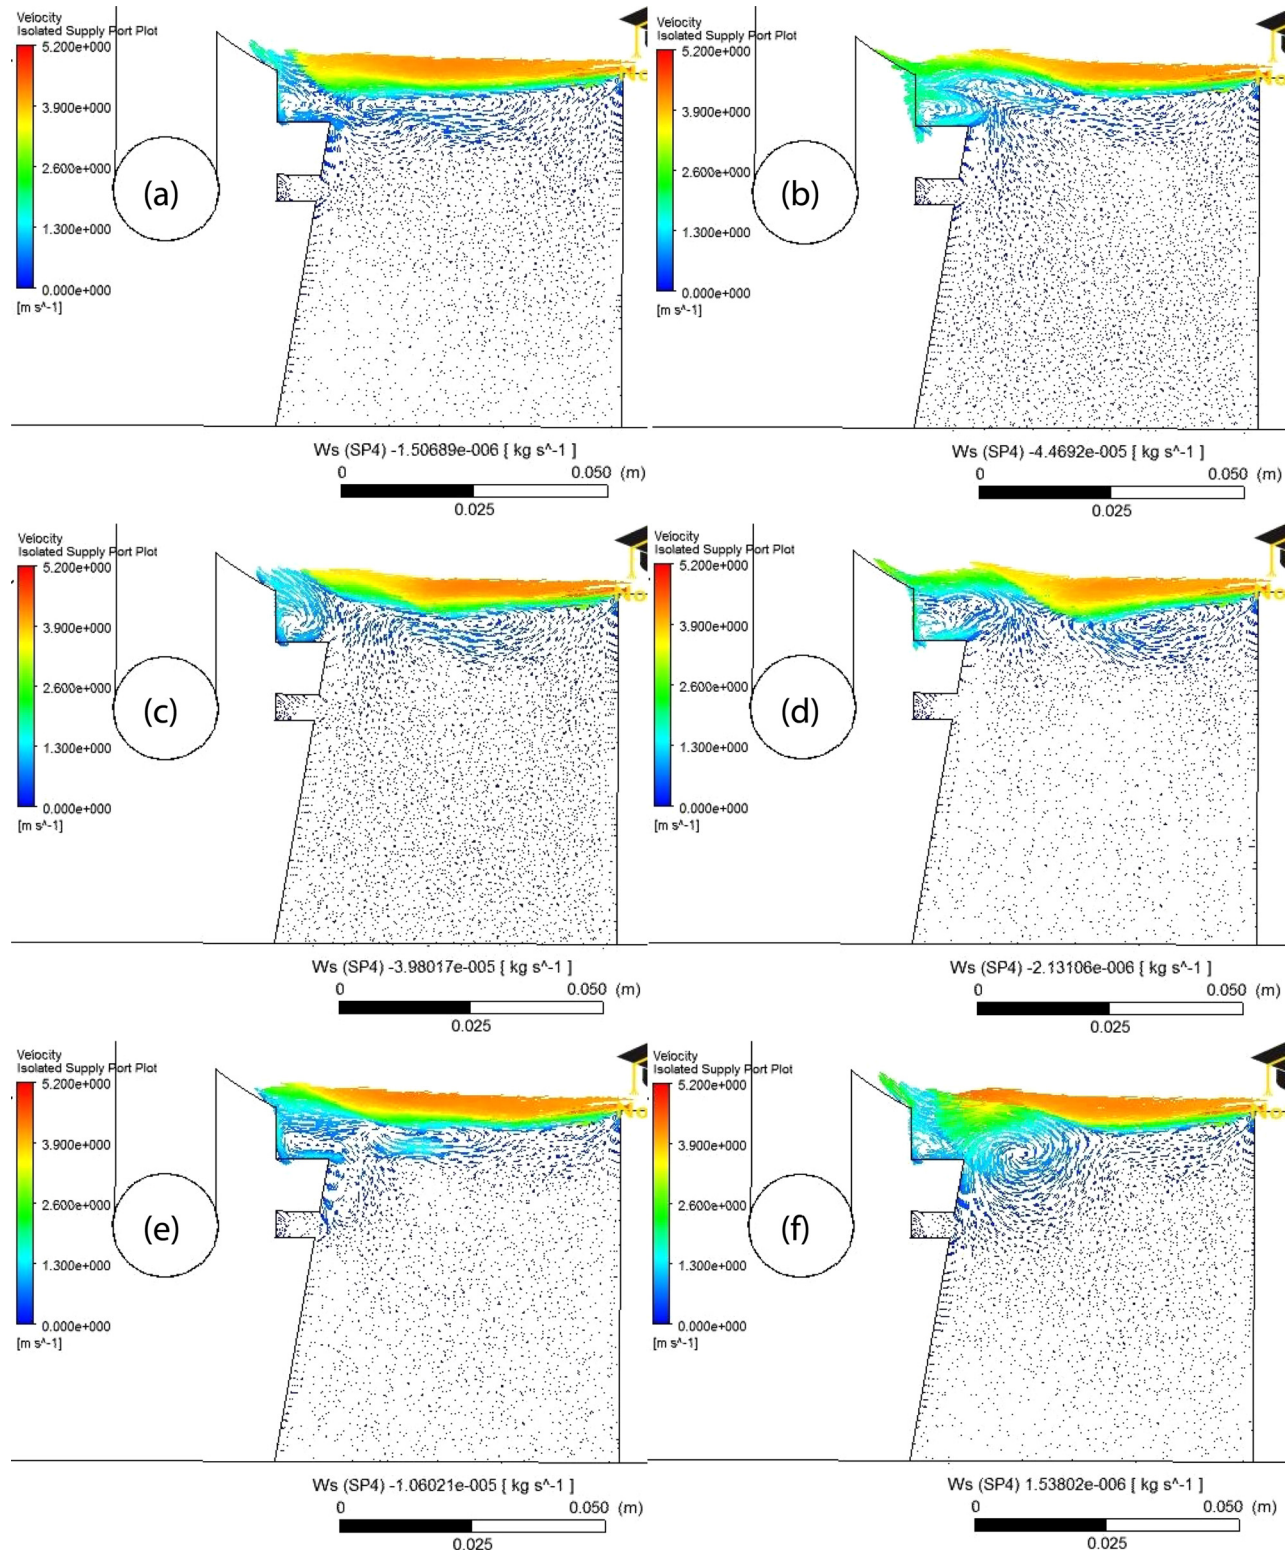 Velocity
Isolated Supply Port Plot
5.200e+000
3.900e+000
2.600e+000
1.300e+000
0.000e+000
[m s^-1]
(a)
No
Ws (SP4) -1.50689e-006 [ kg s^-1 ]
0 0.050 (m)
0.025
Velocity
Isolated Supply Port Plot
5.200e+000
3.900e+000
2.600e+000
1.300e+000
0.000e+000
[m s^-1]
(b)
No
Ws (SP4) -4.4692e-005 [ kg s^-1 ]
0 0.050 (m)
0.025
Velocity
Isolated Supply Port Plot
5.200e+000
3.900e+000
2.600e+000
1.300e+000
0.000e+000
[m s^-1]
(c)
No
Ws (SP4) -3.98017e-005 [ kg s^-1 ]
0 0.050 (m)
0.025
Velocity
Isolated Supply Port Plot
5.200e+000
3.900e+000
2.600e+000
1.300e+000
0.000e+000
[m s^-1]
(d)
No
Ws (SP4) -2.13106e-006 [ kg s^-1 ]
0 0.050 (m)
0.025
Velocity
Isolated Supply Port Plot
5.200e+000
3.900e+000
2.600e+000
1.300e+000
0.000e+000
[m s^-1]
(e)
No
Ws (SP4) -1.06021e-005 [ kg s^-1 ]
0 0.050 (m)
0.025
Velocity
Isolated Supply Port Plot
5.200e+000
3.900e+000
2.600e+000
1.300e+000
0.000e+000
[m s^-1]
(f)
No
Ws (SP4) 1.53802e-006 [ kg s^-1 ]
0 0.050 (m)
0.025